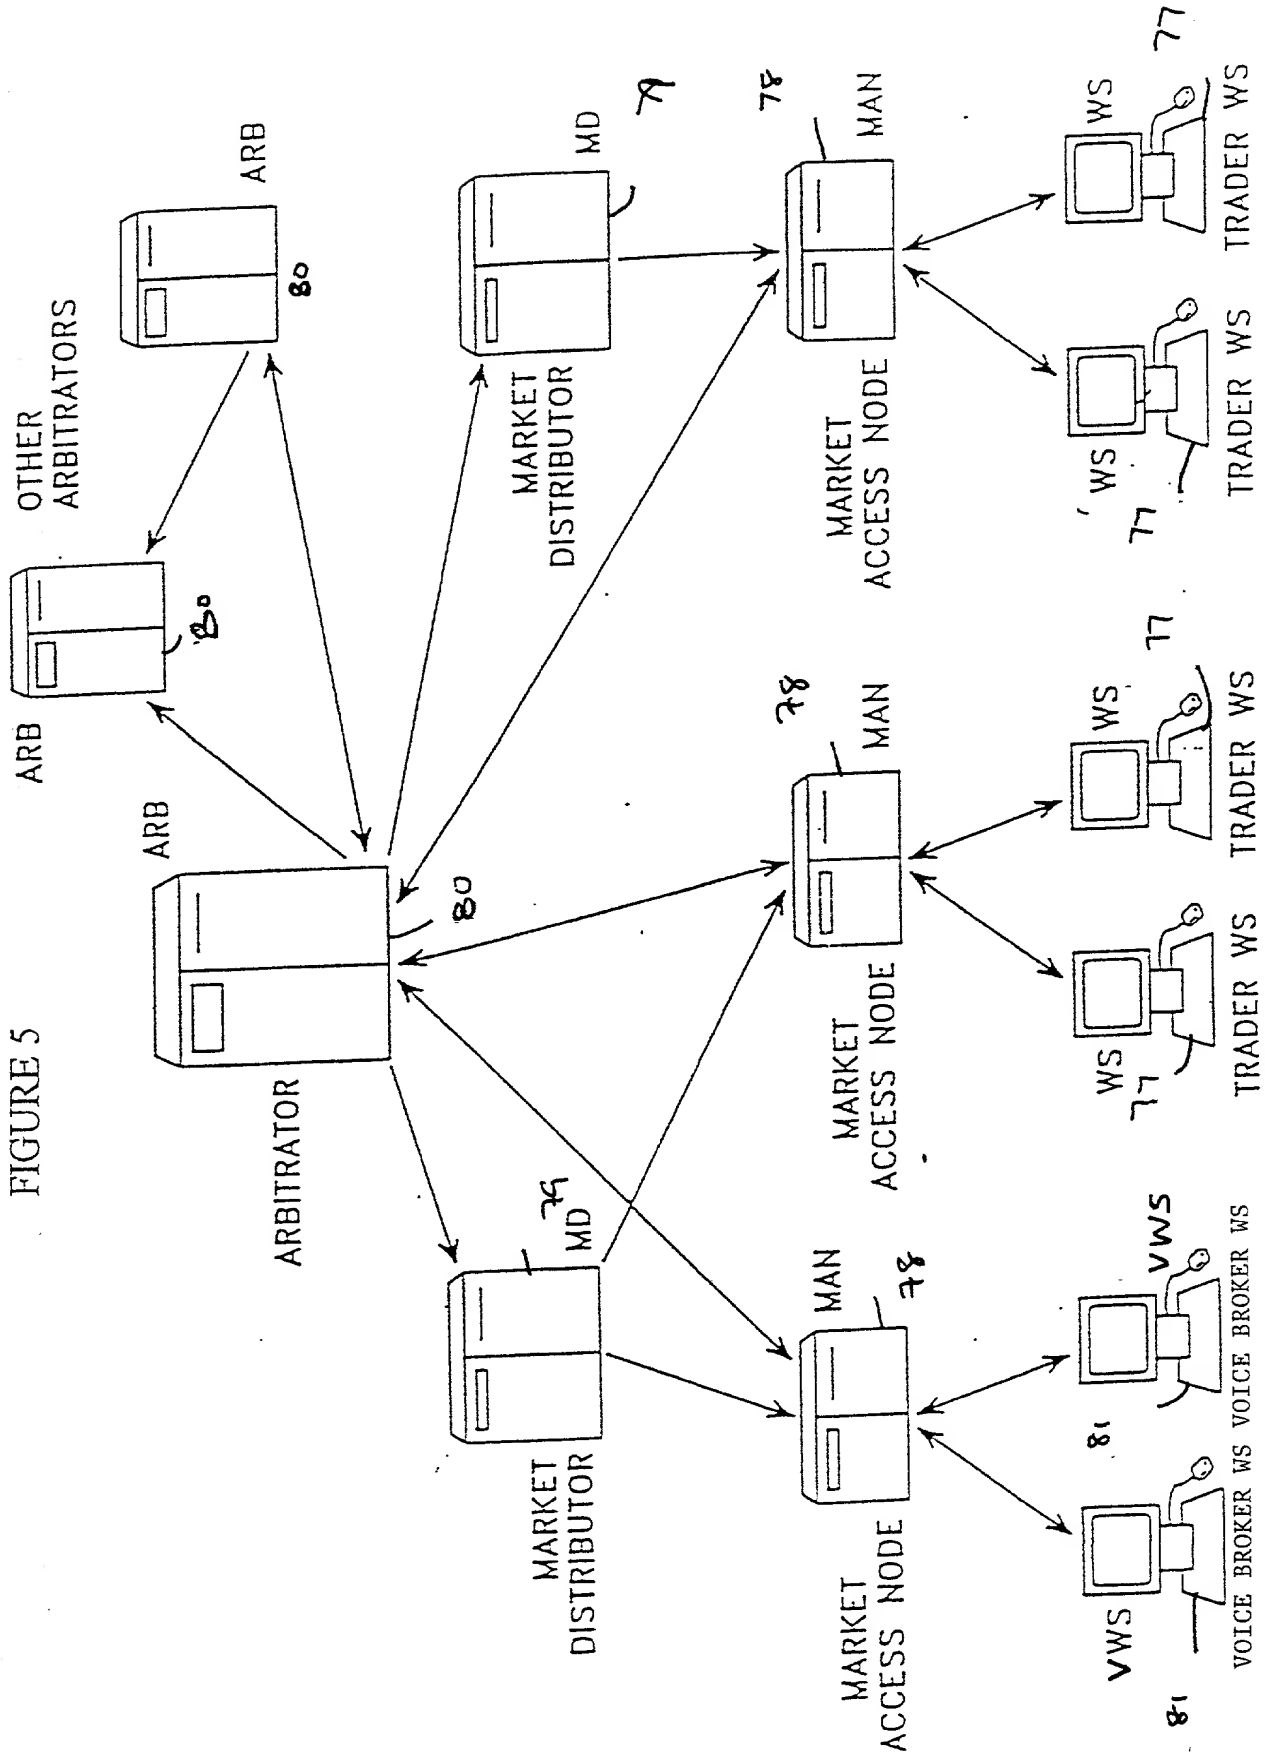 FIGURE 5
OTHER
ARBITRATORS
ARB
80
ARB
80
ARB
80
ARBITRATOR
79
MD
MARKET
DISTRIBUTOR
MD
79
MARKET
DISTRIBUTOR
MAN
78
MARKET
ACCESS NODE
78
MAN
MARKET
ACCESS NODE
78
MAN
MARKET
ACCESS NODE
VWS
81
VOICE BROKER WS
VWS
81
VOICE BROKER WS
WS
77
TRADER WS
WS
77
TRADER WS
WS
77
TRADER WS
WS
77
TRADER WS